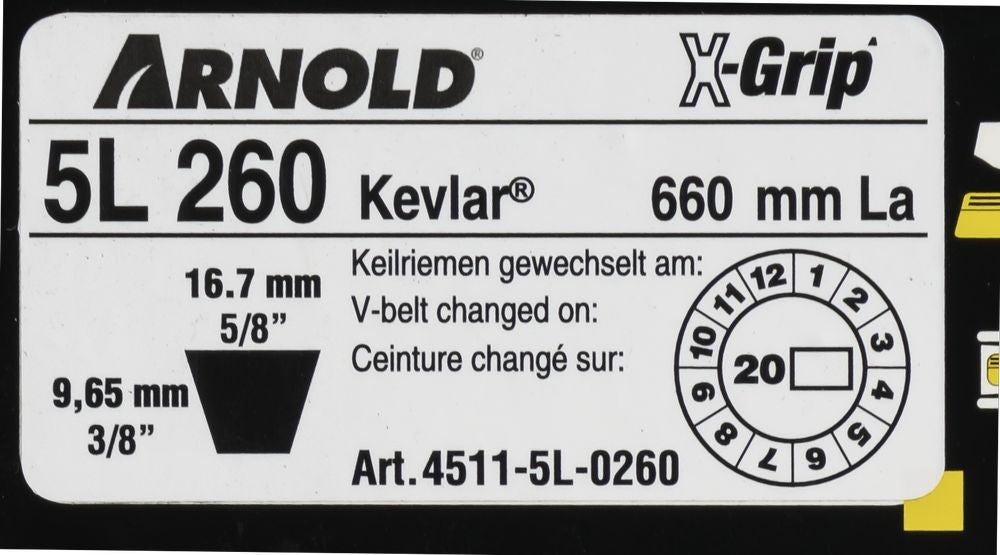 ARNOLD®
X-Grip
5L 260 Kevlar® 660 mm La
16.7 mm
5/8”
9,65 mm
3/8”
Keilriemen gewechselt am:
V-belt changed on:
Ceinture changé sur:
Art.4511-5L-0260
12 1 2 3 4 5 6 7 8 9 10 11
20